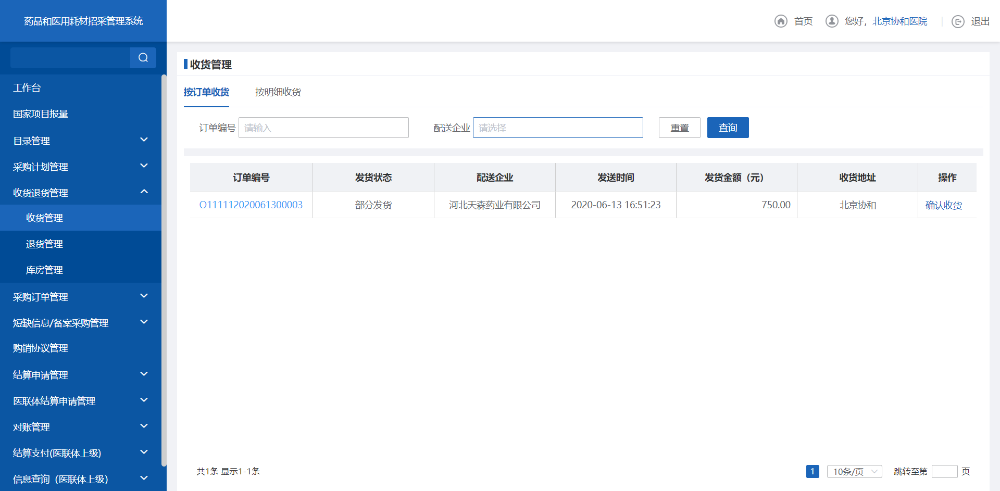 药品和医用耗材招采管理系统
首页
您好，北京协和医院
退出
工作台
国家项目报量
目录管理
采购计划管理
收货退货管理
收货管理
退货管理
库房管理
采购订单管理
短缺信息/备案采购管理
购销协议管理
结算申请管理
医联体结算申请管理
对账管理
结算支付(医联体上级)
信息查询（医联体上级）
收货管理
按订单收货 按明细收货
订单编号 请输入 配送企业 请选择 重置 查询
订单编号 发货状态 配送企业 发送时间 发货金额（元） 收货地址 操作
O111112020061300003 部分发货 河北天森药业有限公司 2020-06-13 16:51:23 750.00 北京协和 确认收货
共1条 显示1-1条 1 10条/页 跳转至第 页